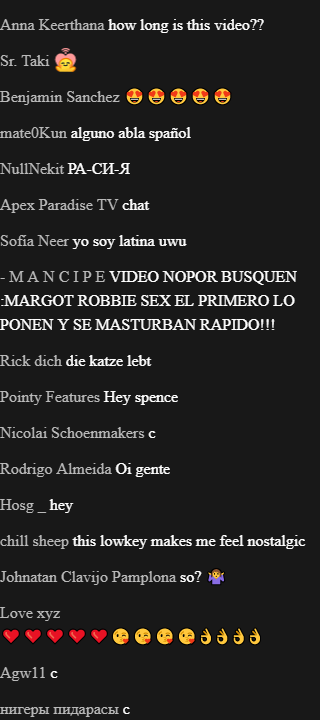 Anna Keerthana how long is this video??
Sr. Taki
Benjamin Sanchez 😍 😍 😍 😍 😍
mate0Kun alguno abla spañol
NullNekit РА-СИ-Я
Apex Paradise TV chat
Sofía Neer yo soy latina uwu
- M A N C I P E VIDEO NOPOR BUSQUEN
:MARGOT ROBBIE SEX EL PRIMERO LO
PONEN Y SE MASTURBAN RAPIDO!!!
Rick dich die katze lebt
Pointy Features Hey spence
Nicolai Schoenmakers c
Rodrigo Almeida Oi gente
Hosg _ hey
chill sheep this lowkey makes me feel nostalgic
Johnatan Clavijo Pamplona so? 🤷‍♀️
Love xyz
❤️❤️❤️❤️❤️😘😘😘😘👌👌👌👌
Agw11 c
нигеры пидарасы c